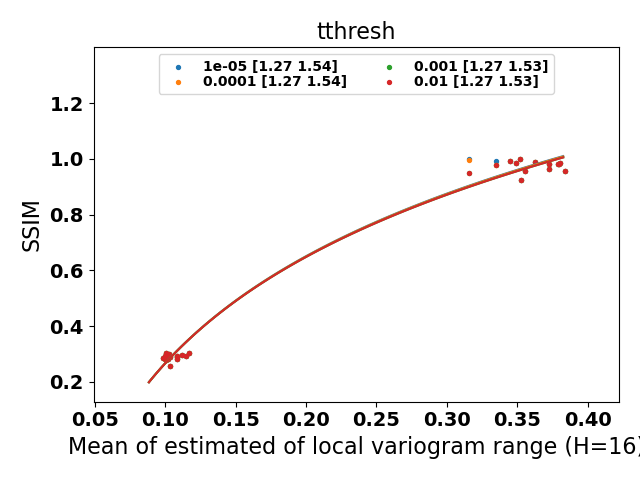 tthresh
1e-05 [1.27 1.54]
0.0001 [1.27 1.54]
0.001 [1.27 1.53]
0.01 [1.27 1.53]
SSIM
1.2
1.0
0.8
0.6
0.4
0.2
0.05 0.10 0.15 0.20 0.25 0.30 0.35 0.40
Mean of estimated of local variogram range (H=16)